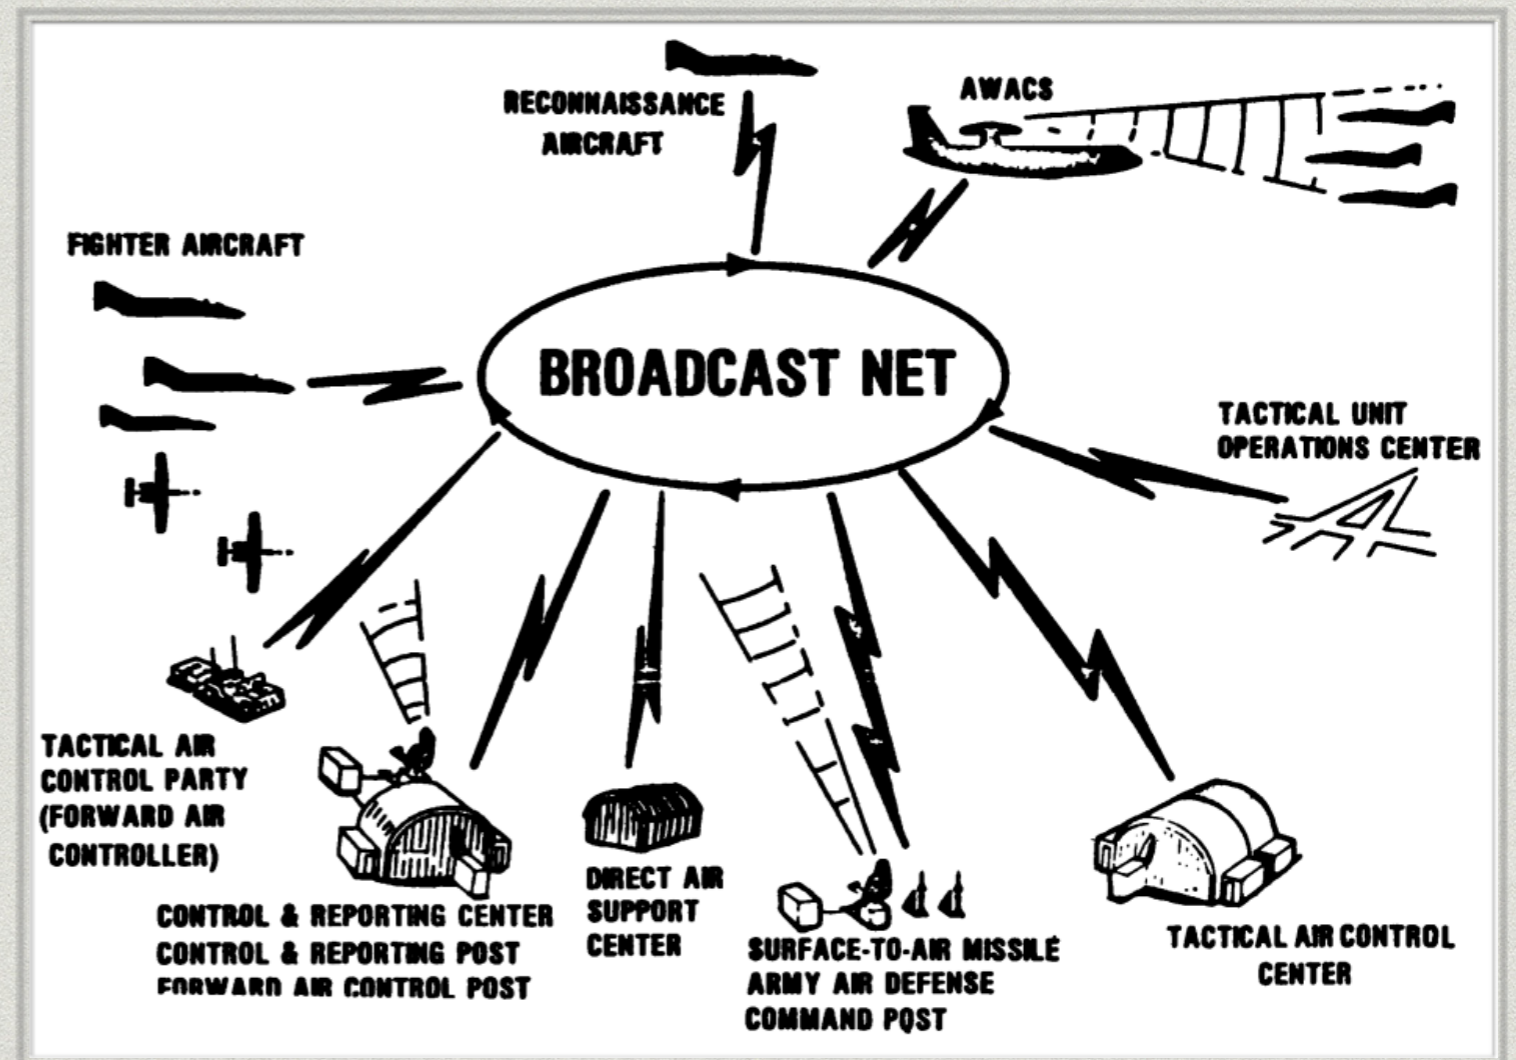 RECONNAISSANCE
AIRCRAFT
AWACS
FIGHTER AIRCRAFT
BROADCAST NET
TACTICAL UNIT
OPERATIONS CENTER
TACTICAL AIR
CONTROL PARTY
(FORWARD AIR
CONTROLLER)
CONTROL & REPORTING CENTER
CONTROL & REPORTING POST
FORWARD AIR CONTROL POST
DIRECT AIR
SUPPORT
CENTER
SURFACE-TO-AIR MISSILE
ARMY AIR DEFENSE
COMMAND POST
TACTICAL AIR CONTROL
CENTER